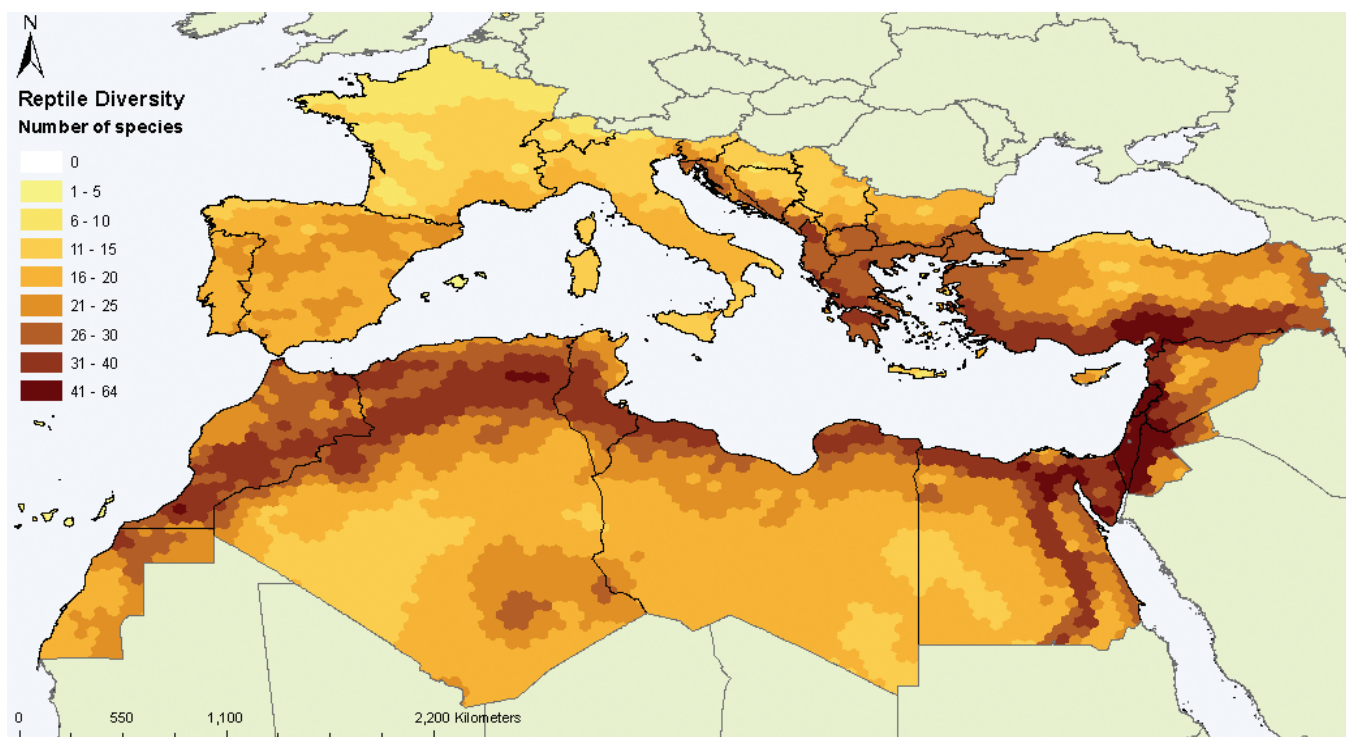 N
Reptile Diversity
Number of species
0
1 - 5
6 - 10
11 - 15
16 - 20
21 - 25
26 - 30
31 - 40
41 - 64
0 550 1,100 2,200 Kilometers